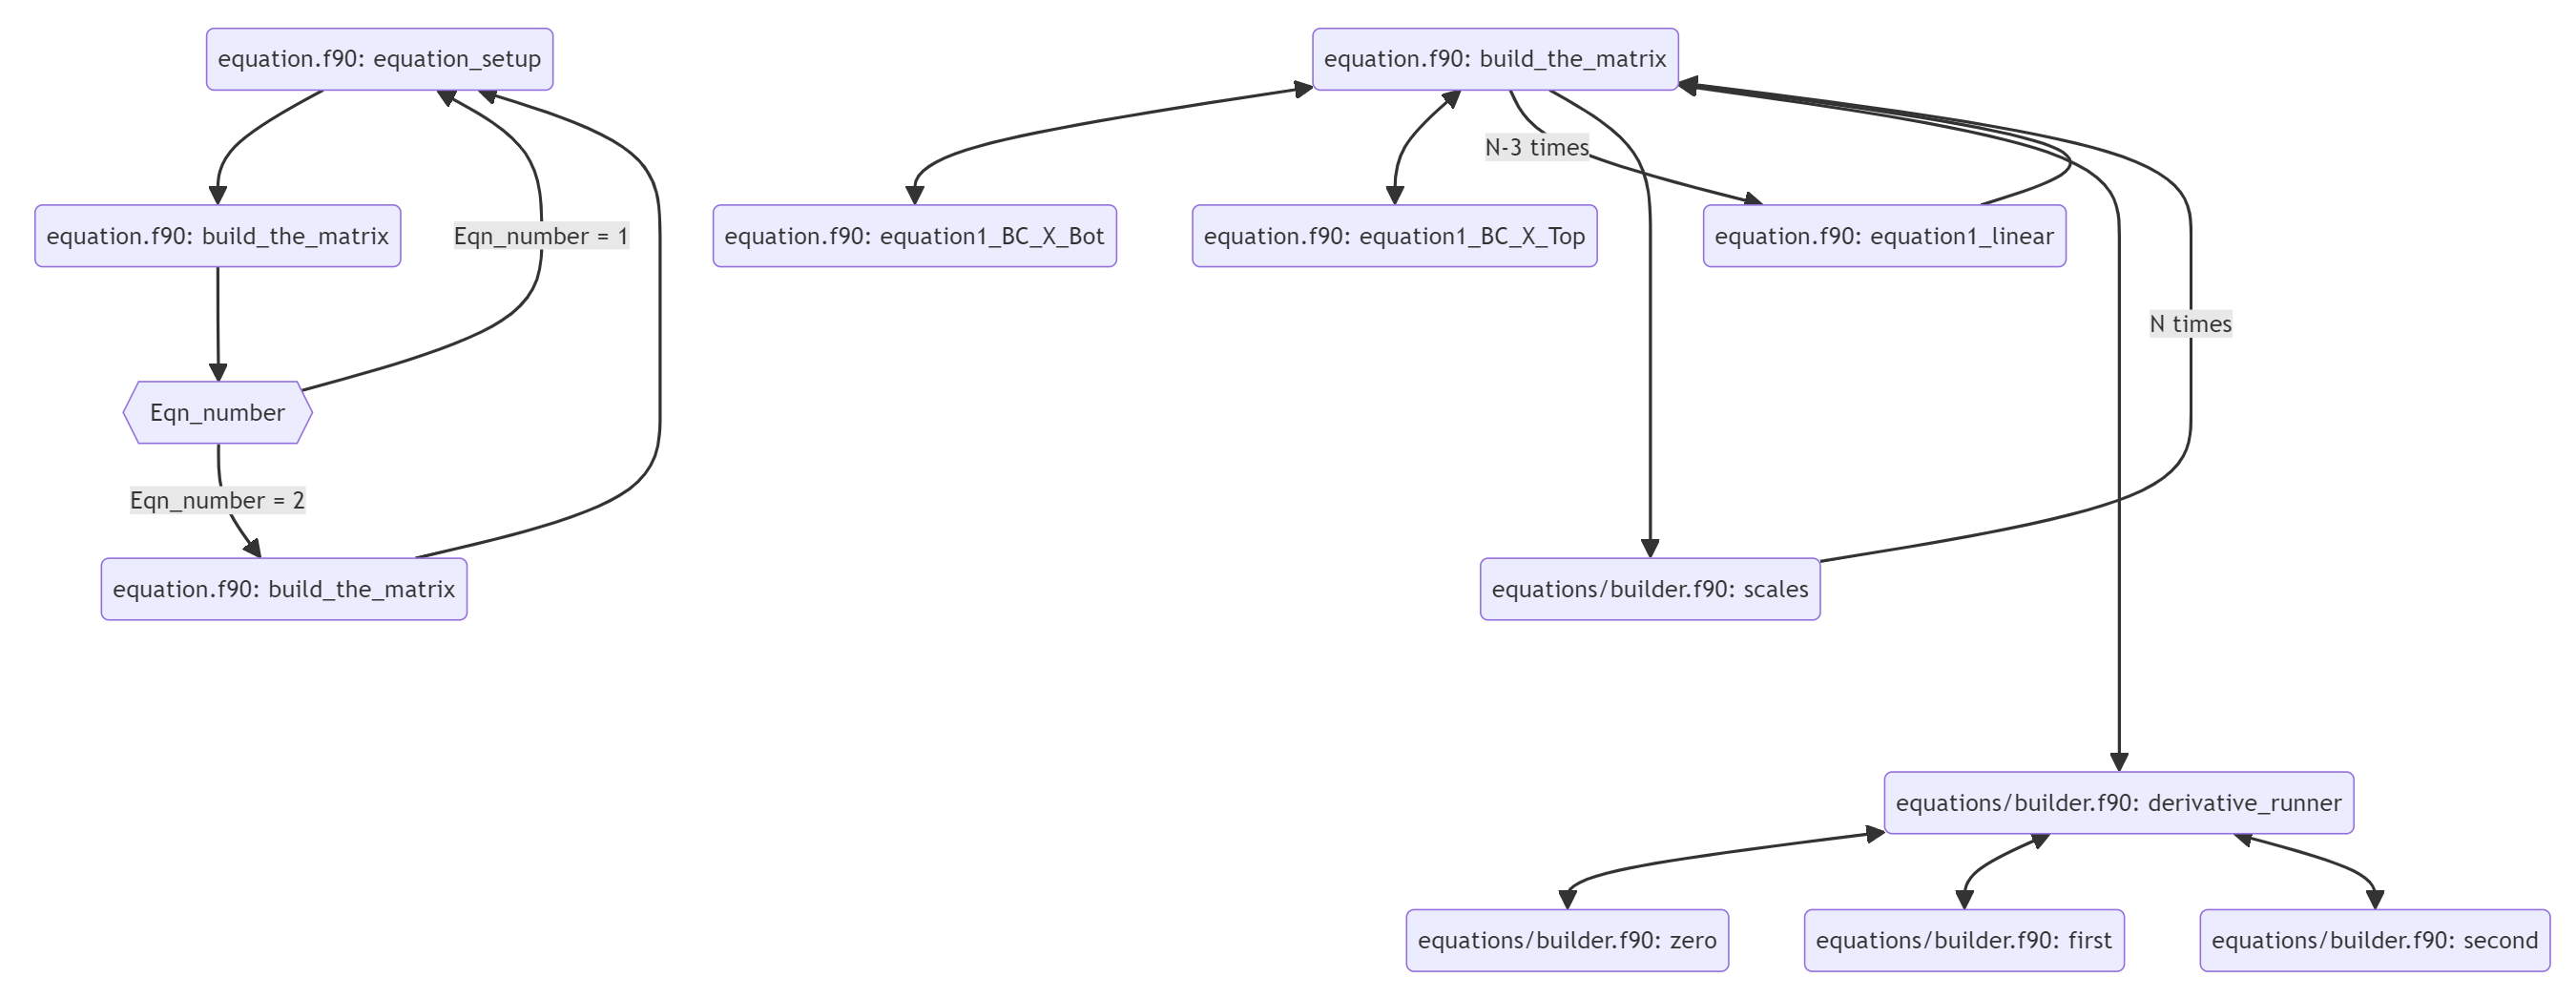 equation.f90: equation_setup
equation.f90: build_the_matrix
Eqn_number = 1
Eqn_number
Eqn_number = 2
equation.f90: build_the_matrix
equation.f90: build_the_matrix
N-3 times
equation.f90: equation1_BC_X_Bot
equation.f90: equation1_BC_X_Top
equation.f90: equation1_linear
N times
equations/builder.f90: scales
equations/builder.f90: derivative_runner
equations/builder.f90: zero
equations/builder.f90: first
equations/builder.f90: second